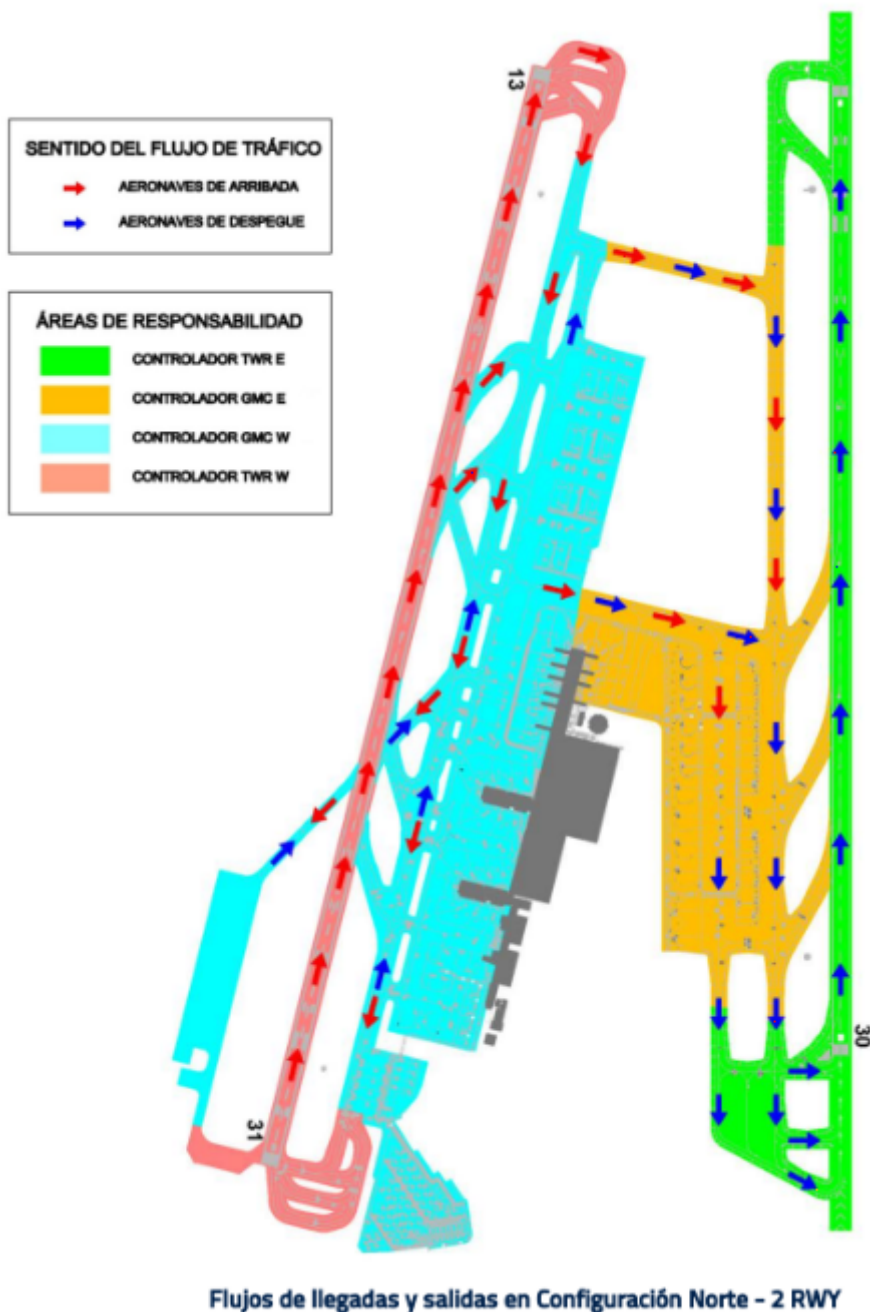 13
SENTIDO DEL FLUJO DE TRÁFICO
AERONAVES DE ARRIBADA
AERONAVES DE DESPEGUE
ÁREAS DE RESPONSABILIDAD
CONTROLADOR TWR E
CONTROLADOR GMC E
CONTROLADOR GMC W
CONTROLADOR TWR W
30
31
Flujos de llegadas y salidas en Configuración Norte - 2 RWY